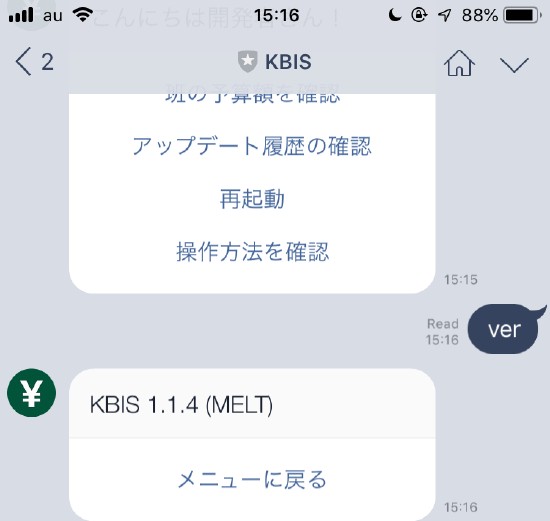 au 15:16 88%
こんにちは開発者さん！
2 KBIS
班の予算額を確認
アップデート履歴の確認
再起動
操作方法を確認
15:15
Read
15:16
ver
¥
KBIS 1.1.4 (MELT)
メニューに戻る
15:16